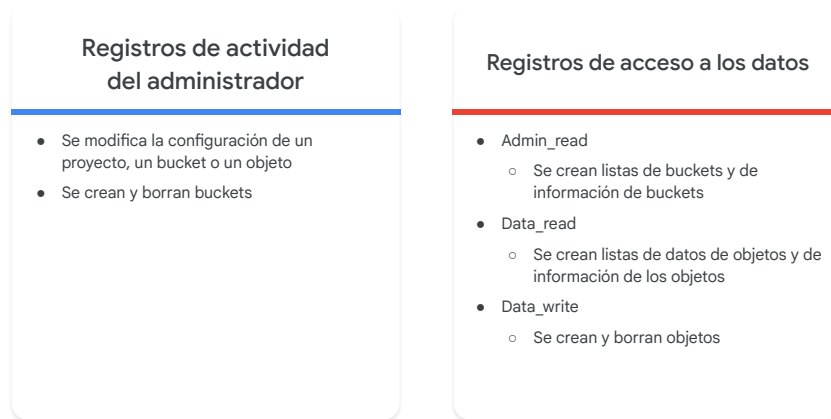 Registros de actividad
del administrador
● Se modifica la configuración de un
proyecto, un bucket o un objeto
● Se crean y borran buckets
Registros de acceso a los datos
● Admin_read
○ Se crean listas de buckets y de
información de buckets
● Data_read
○ Se crean listas de datos de objetos y de
información de los objetos
● Data_write
○ Se crean y borran objetos